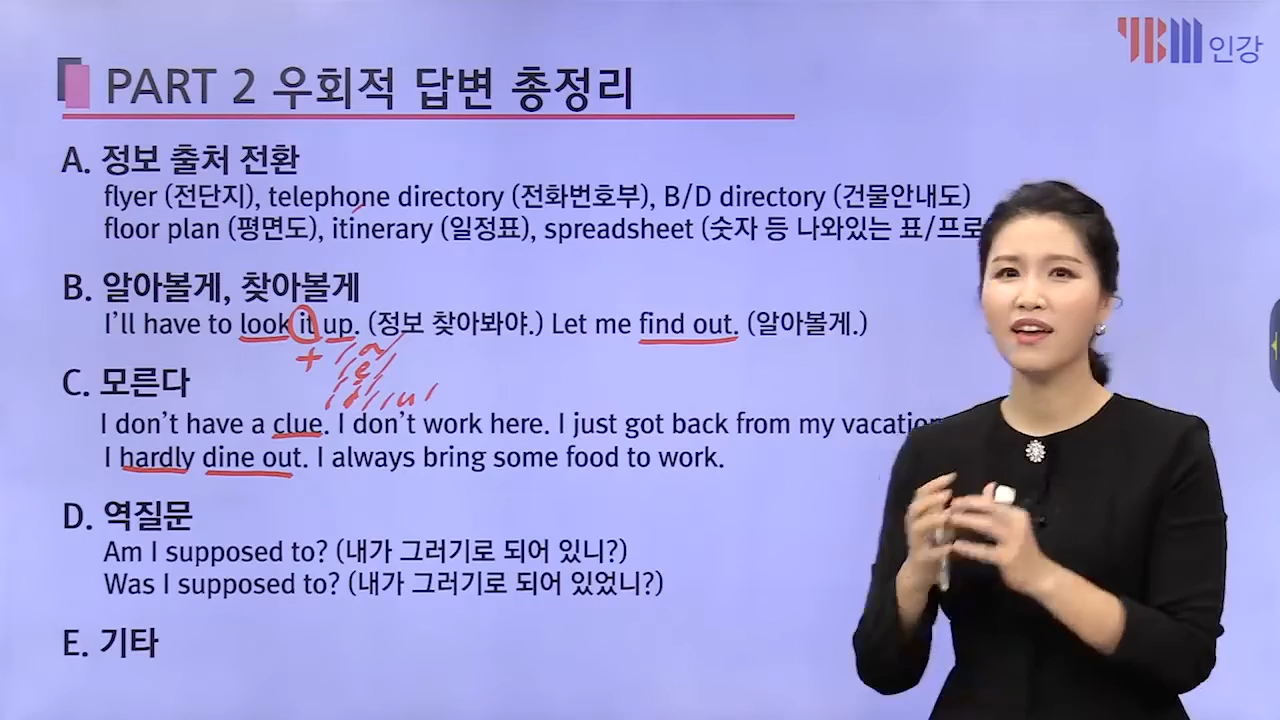 YBM 인강
PART 2 우회적 답변 총정리
A. 정보 출처 전환
flyer (전단지), telephone directory (전화번호부), B/D directory (건물안내도)
floor plan (평면도), itinerary (일정표), spreadsheet (숫자 등 나와있는 표/프로
B. 알아볼게, 찾아볼게
I'll have to look it up. (정보 찾아봐야.) Let me find out. (알아볼게.)
C. 모른다
I don't have a clue. I don't work here. I just got back from my vacation
I hardly dine out. I always bring some food to work.
D. 역질문
Am I supposed to? (내가 그러기로 되어 있니?)
Was I supposed to? (내가 그러기로 되어 있었니?)
E. 기타